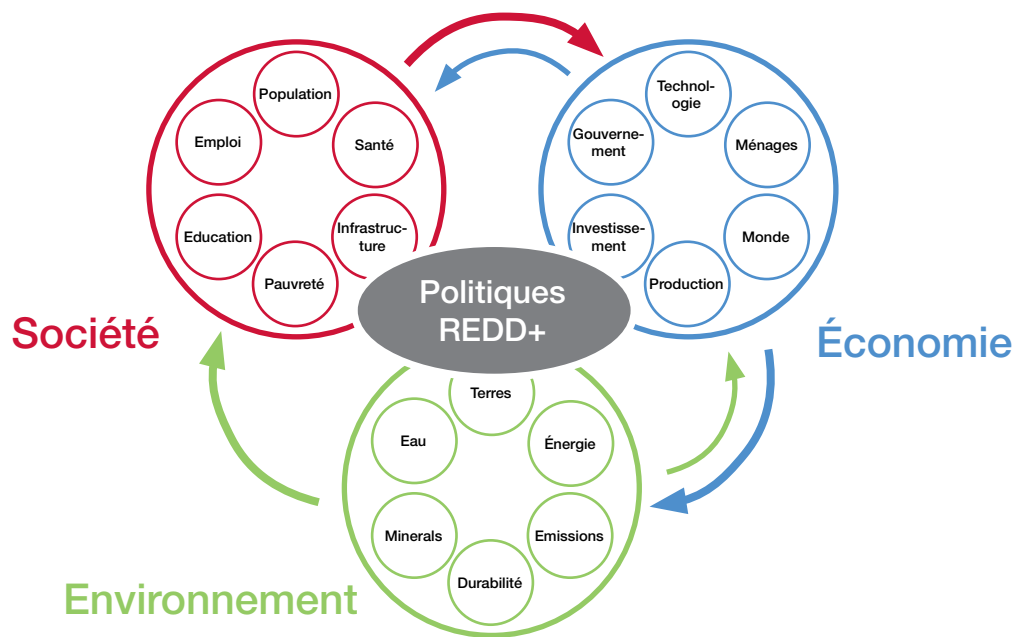 Population
Emploi
Santé
Education
Infrastruc-
ture
Pauvreté
Société
Technol-
ogie
Gouverne-
ment
Ménages
Investisse-
ment
Monde
Production
Économie
Politiques
REDD+
Terres
Eau
Énergie
Minerals
Emissions
Durabilité
Environnement